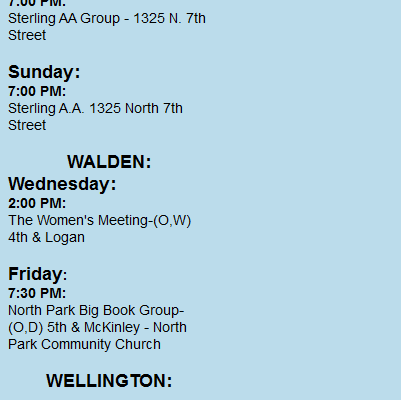 7:00 PM:
Sterling AA Group - 1325 N. 7th
Street
Sunday:
7:00 PM:
Sterling A.A. 1325 North 7th
Street
WALDEN:
Wednesday:
2:00 PM:
The Women's Meeting-(O,W)
4th & Logan
Friday:
7:30 PM:
North Park Big Book Group-
(O,D) 5th & McKinley - North
Park Community Church
WELLINGTON: